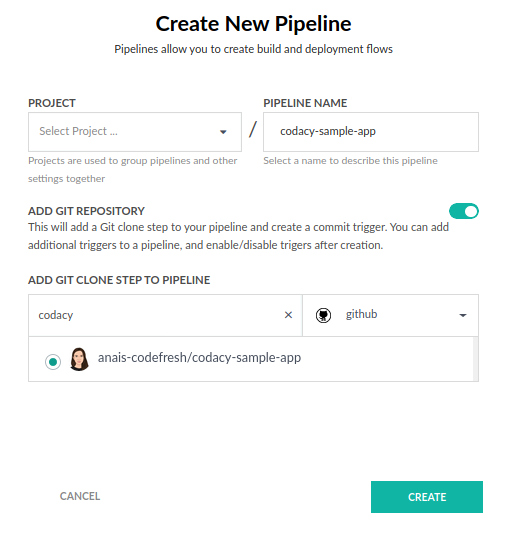 Create New Pipeline
Pipelines allow you to create build and deployment flows
PROJECT
PIPELINE NAME
Select Project ...
/
codacy-sample-app
Projects are used to group pipelines and other
settings together
Select a name to describe this pipeline
ADD GIT REPOSITORY
This will add a Git clone step to your pipeline and create a commit trigger. You can add
additional triggers to a pipeline, and enable/disable trigers after creation.
ADD GIT CLONE STEP TO PIPELINE
codacy
github
anais-codefresh/codacy-sample-app
CANCEL
CREATE